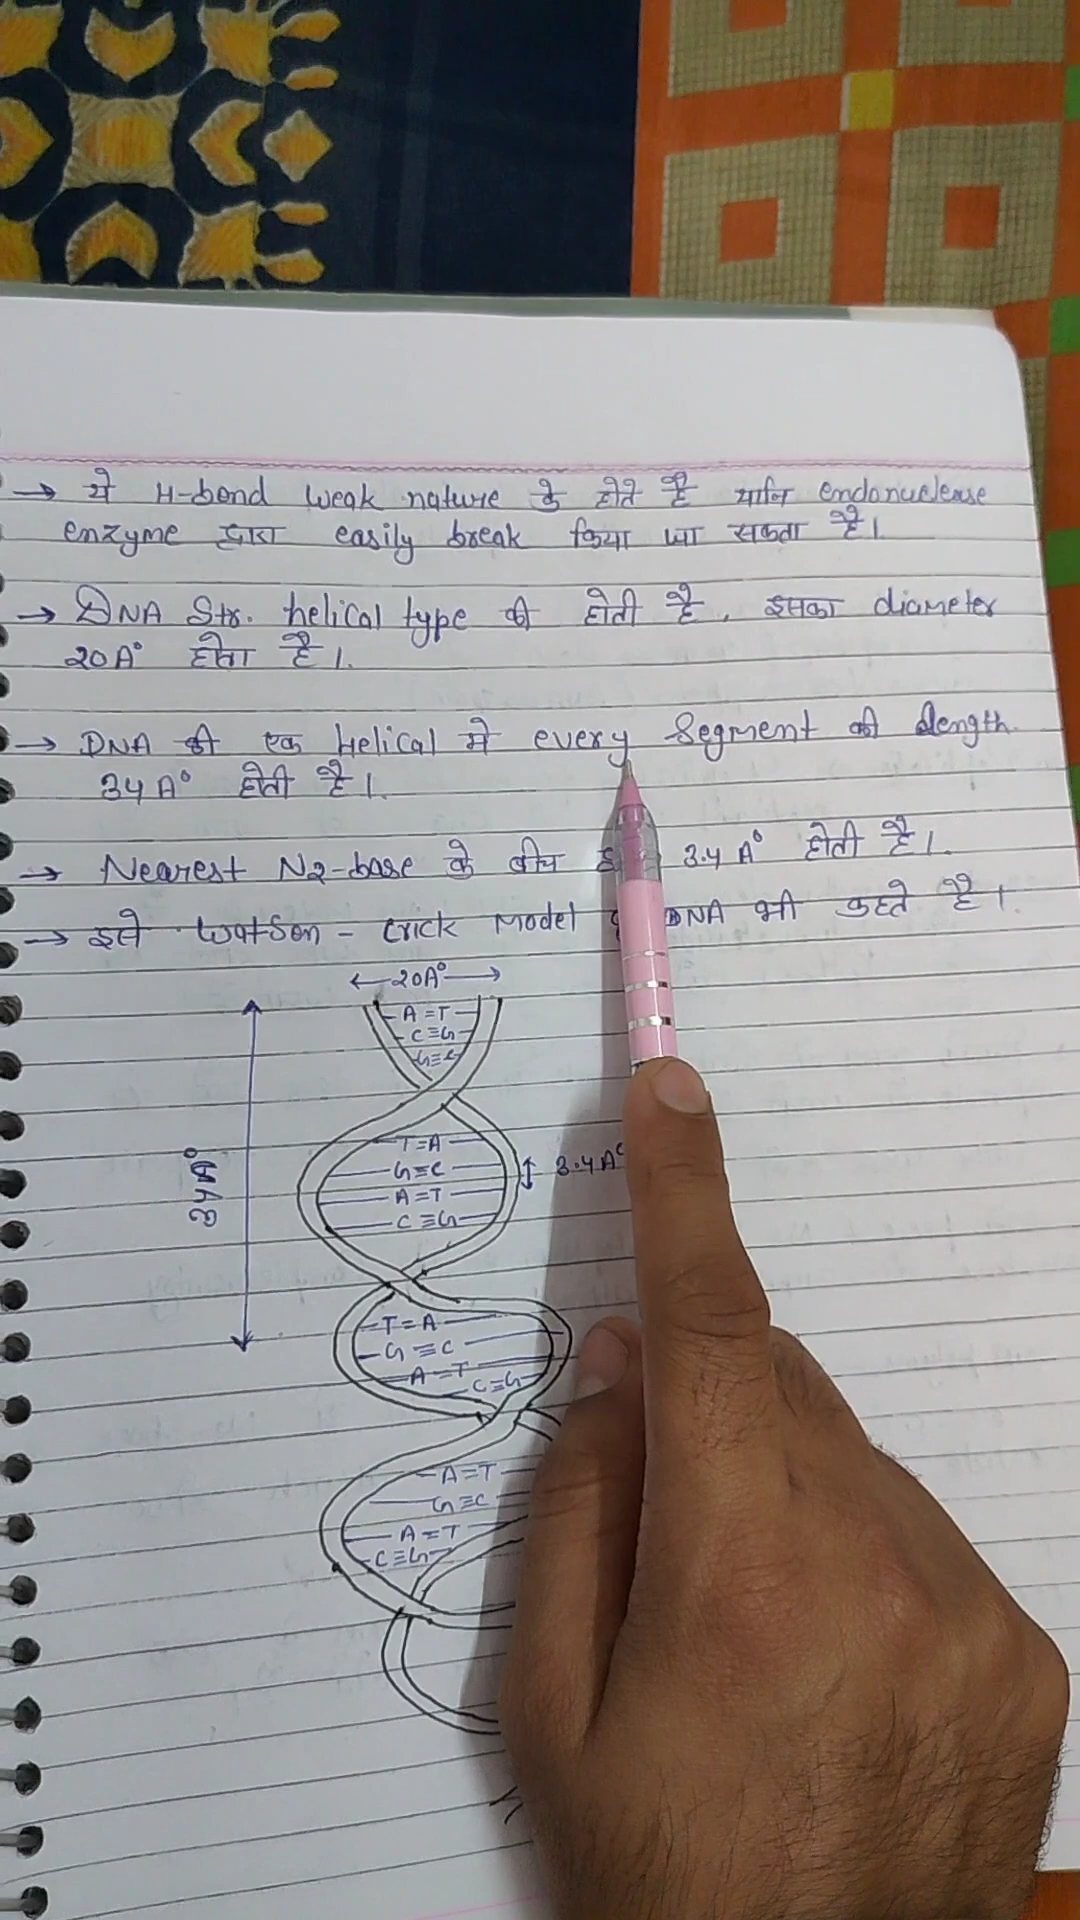 → ये H-bond weak nature के होते है यानि endonuclease
enzyme द्वारा easily break किया जा सकता है।
→ DNA Str. helical type की होती है, इसका diameter
20A° होता है।.
→ DNA की एक Helical मे every Segment की length
34A° होती है।
→ Nearest N2-base के बीच 3.4 A° होती है।
→ इसे Watson - Crick Model DNA भी कहते है।
20A°
A=T
C≡G
G≡C
T=A
G≡C
3.4A°
A=T
C≡G
34A°
T=A
G≡C
A=T
C≡G
A=T
G≡C
A=T
C≡G